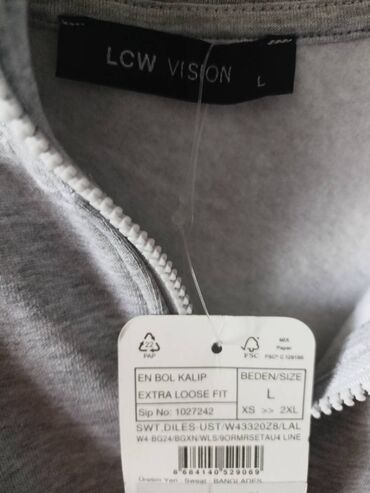 LCW VISION L
22
PAP
FSC
MIX
Paper
EN BOL KALIP
EXTRA LOOSE FIT
Sip No: 1027242
BEDEN/SIZE
L
XS >> 2XL
SWT.DILES-UST/W43320Z8/LAL
W4 BG24/BGXN/WLS/9ORMRSETAU4 LINE
8684140529069